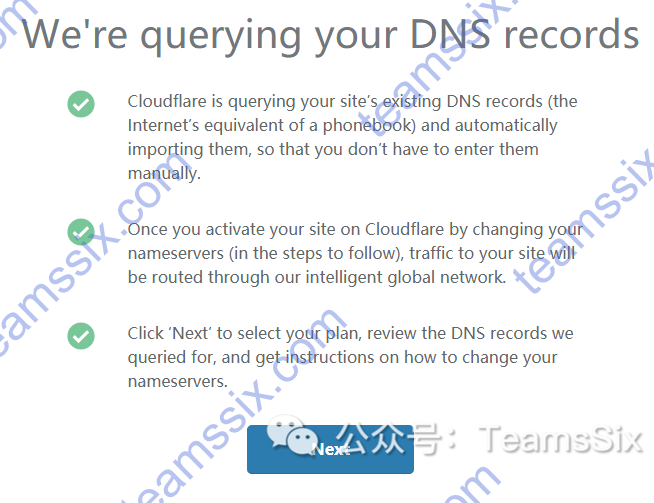 We're querying your DNS records
Cloudflare is querying your site's existing DNS records (the
Internet's equivalent of a phonebook) and automatically
importing them, so that you don't have to enter them
manually.
Once you activate your site on Cloudflare by changing your
nameservers (in the steps to follow), traffic to your site will
be routed through our intelligent global network.
Click 'Next' to select your plan, review the DNS records we
queried for, and get instructions on how to change your
nameservers.
Next
公众号：TeamsSix
teamssix.com
teamssix.com
teamssix.com
teamssix